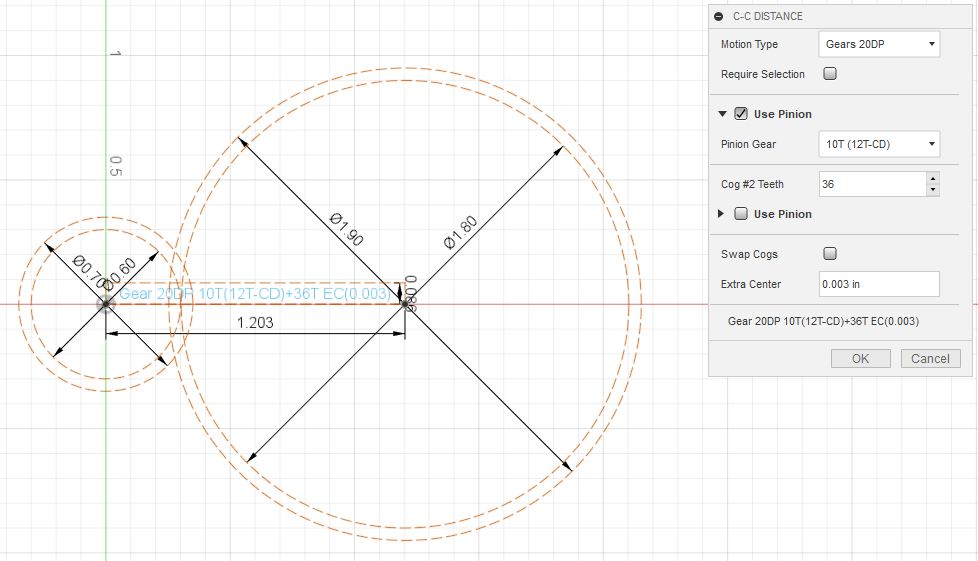 C-C DISTANCE
Motion Type Gears 20DP
Require Selection
Use Pinion
Pinion Gear 10T (12T-CD)
Cog #2 Teeth 36
Use Pinion
Swap Cogs
Extra Center 0.003 in
Gear 20DP 10T(12T-CD)+36T EC(0.003)
OK Cancel
1
0.5
Ø1.90
Ø1.80
Ø0.70
Ø0.60
Gear 20DP 10T(12T-CD)+36T EC(0.003)
1.203